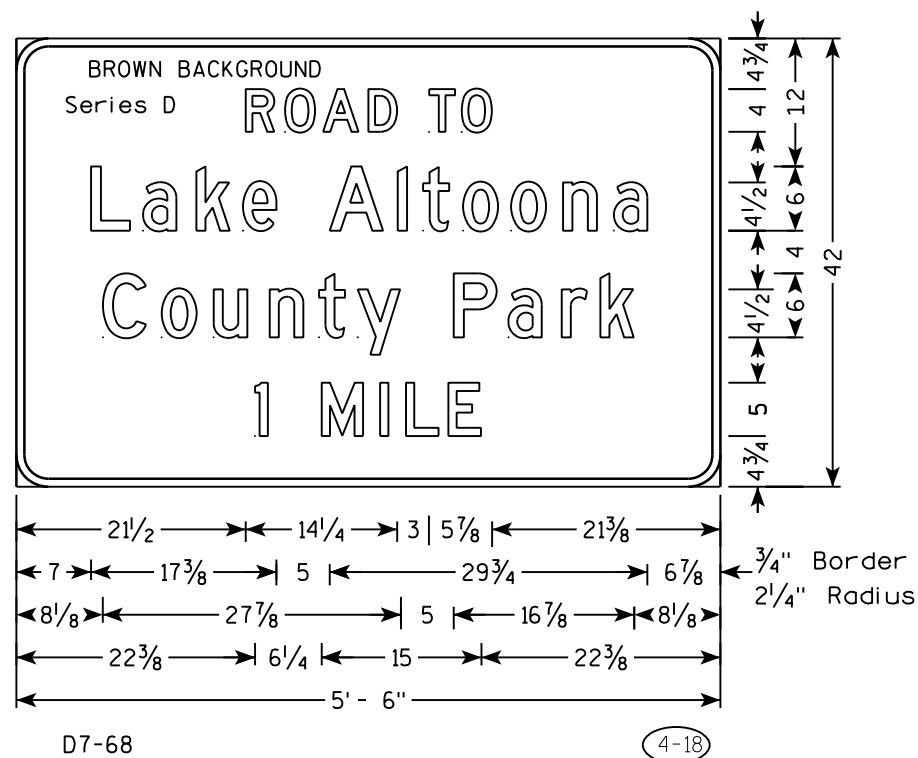 BROWN BACKGROUND
Series D
ROAD TO
Lake Altoona
County Park
1 MILE
4¾
4
4½
4½
5
4¾
12
6
4
6
42
21½ 14¼ 3 5⅞ 21⅜
7 17⅜ 5 29¾ 6⅞
¾" Border
2¼" Radius
8⅛ 27⅞ 5 16⅞ 8⅛
22⅜ 6¼ 15 22⅜
5' - 6"
D7-68
4-18